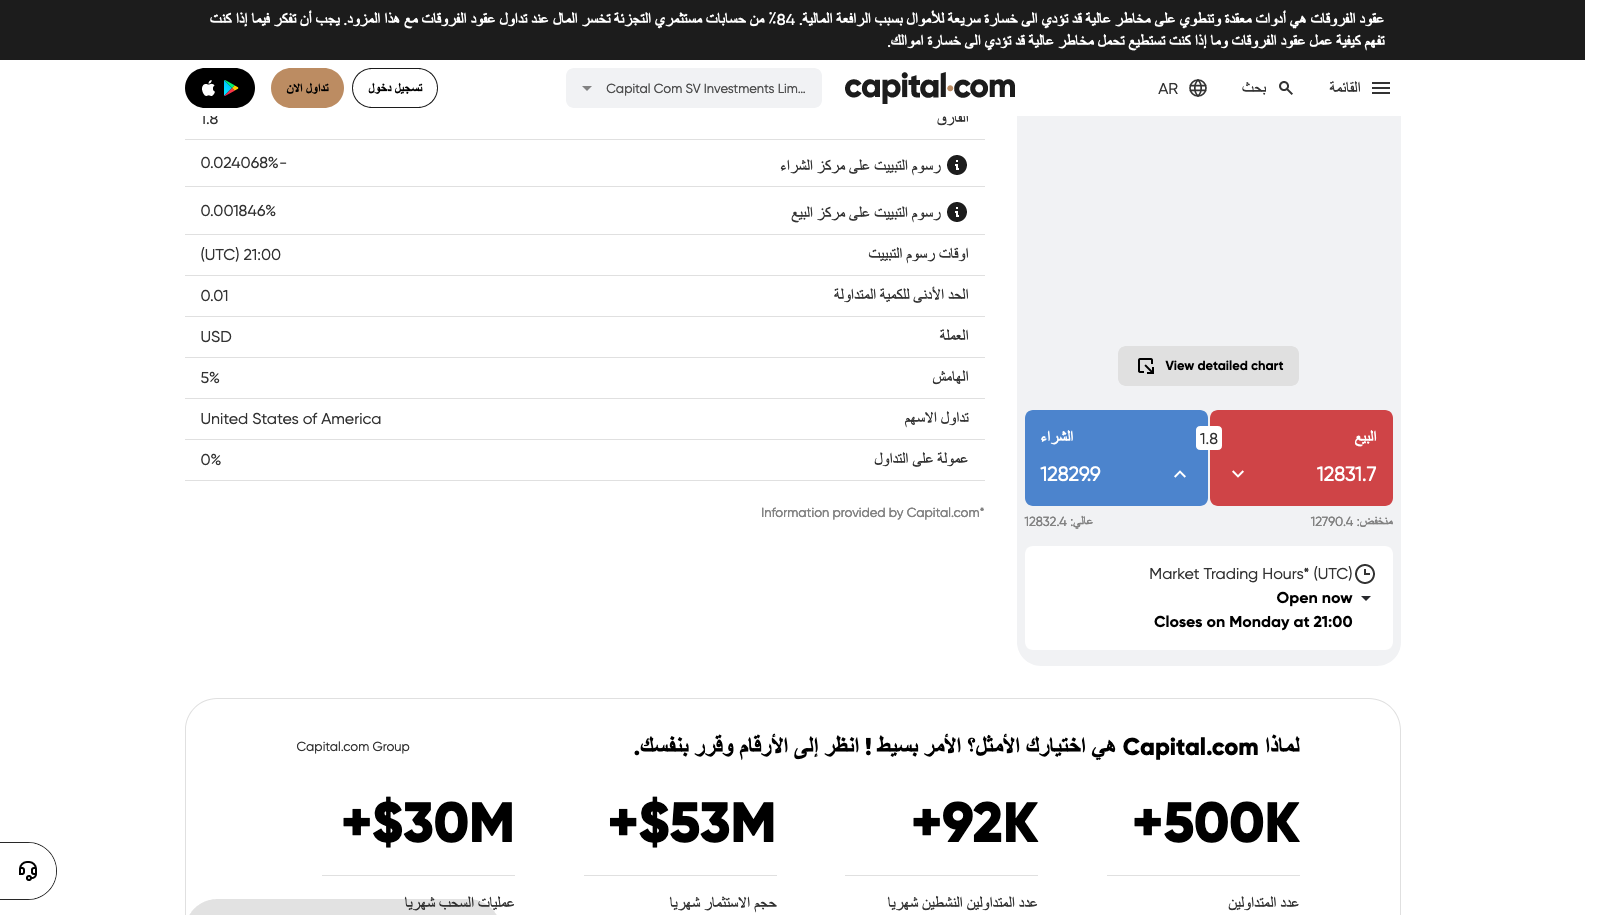 عقود الفروقات هي أدوات معقدة وتنطوي على مخاطر عالية قد تؤدي الى خسارة سريعة للأموال بسبب الرافعة المالية. 84٪ من حسابات مستثمري التجزئة تخسر المال عند تداول عقود الفروقات مع هذا المزود. يجب أن تفكر فيما إذا كنت
تفهم كيفية عمل عقود الفروقات وما إذا كنت تستطيع تحمل مخاطر عالية قد تؤدي الى خسارة اموالك.
القائمة
بحث
AR
capital.com
Capital Com SV Investments Lim...
تسجيل دخول
تداول الان
الفارق
1.8
رسوم التبييت على مركز الشراء
0.024068%-
رسوم التبييت على مركز البيع
0.001846%
اوقات رسوم التبييت
(UTC) 21:00
الحد الأدنى للكمية المتداولة
0.01
العملة
USD
الهامش
5%
تداول الاسهم
United States of America
عمولة على التداول
0%
Information provided by Capital.com*
View detailed chart
البيع
12831.7
1.8
الشراء
12829.9
منخفض: 12790.4
عالي: 12832.4
Market Trading Hours* (UTC)
Open now
Closes on Monday at 21:00
لماذا Capital.com هي اختيارك الأمثل؟ الأمر بسيط ! انظر إلى الأرقام وقرر بنفسك.
Capital.com Group
+500K
عدد المتداولين
+92K
عدد المتداولين النشطين شهريا
+$53M
حجم الاستثمار شهريا
+$30M
عمليات السحب شهريا